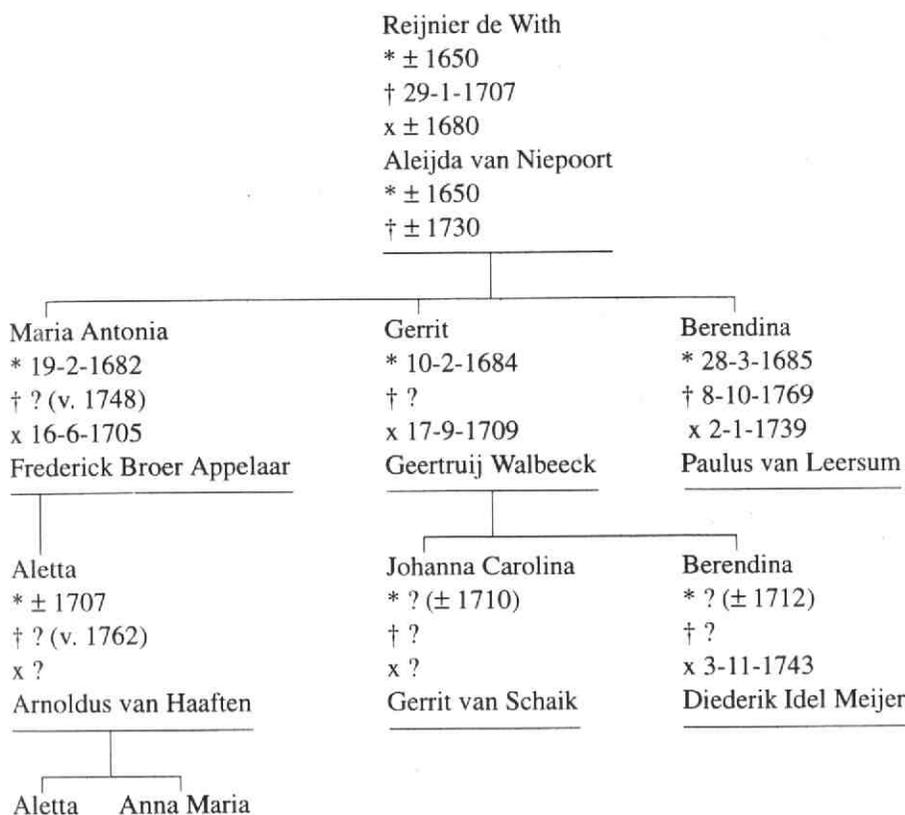 Reijnier de With
* ± 1650
† 29-1-1707
x ± 1680
Aleijda van Niepoort
* ± 1650
† ± 1730
Maria Antonia
* 19-2-1682
† ? (v. 1748)
x 16-6-1705
Frederick Broer Appelaar
Gerrit
* 10-2-1684
† ?
x 17-9-1709
Geertruij Walbeeck
Berendina
* 28-3-1685
† 8-10-1769
x 2-1-1739
Paulus van Leersum
Aletta
* ± 1707
† ? (v. 1762)
x ?
Arnoldus van Haaften
Johanna Carolina
* ? (± 1710)
† ?
x ?
Gerrit van Schaik
Berendina
* ? (± 1712)
† ?
x 3-11-1743
Diederik Idel Meijer
Aletta
Anna Maria